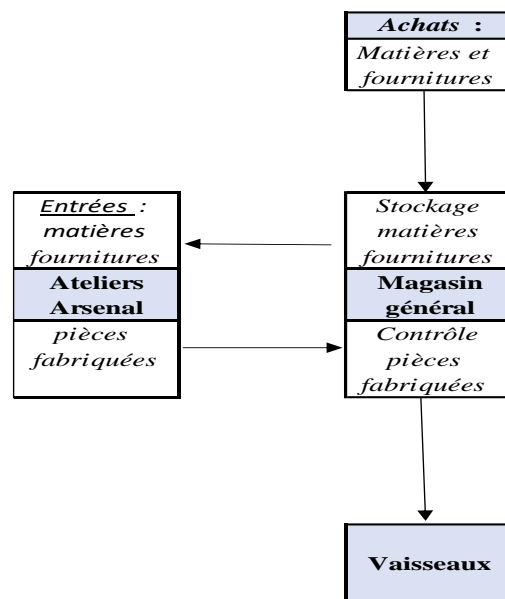 Achats :
Matières et
fournitures
Entrées :
matières
fournitures
Ateliers
Arsenal
pièces
fabriquées
Stockage
matières
fournitures
Magasin
général
Contrôle
pièces
fabriquées
Vaisseaux